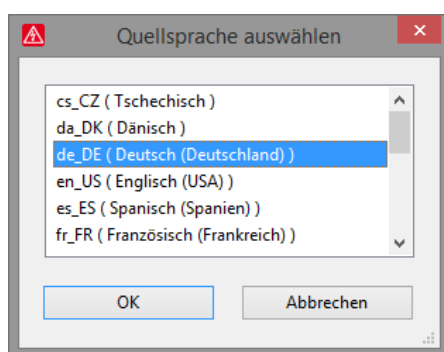 Quellsprache auswählen
cs_CZ ( Tschechisch )
da_DK ( Dänisch )
de_DE ( Deutsch (Deutschland) )
en_US ( Englisch (USA) )
es_ES ( Spanisch (Spanien) )
fr_FR ( Französisch (Frankreich) )
OK Abbrechen